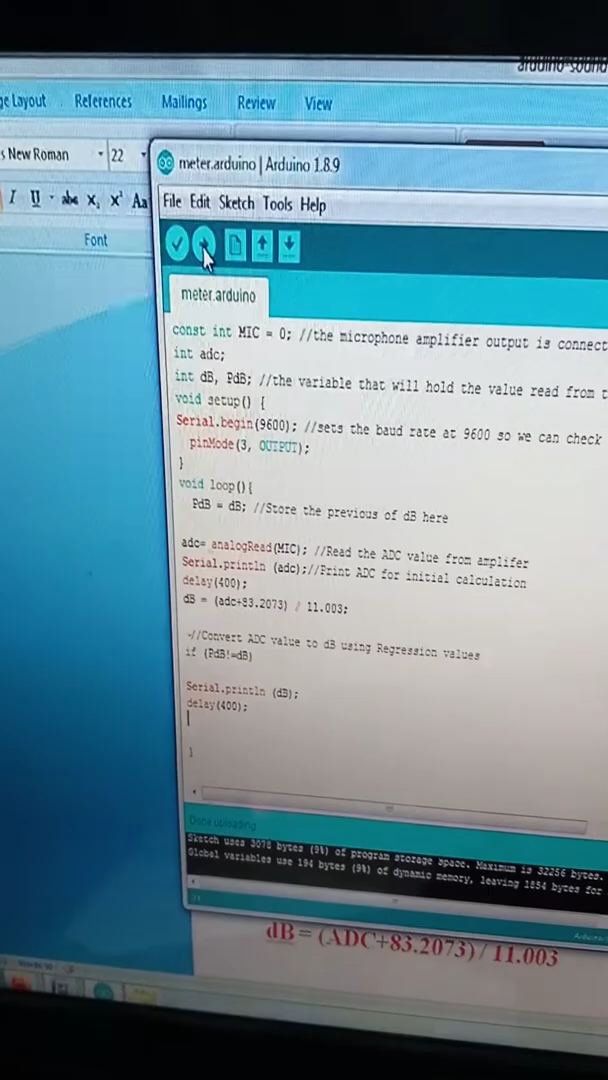 ge Layout References Mailings Review View
s New Roman 22
I U abc X, X² Aa
Font
meter.arduino | Arduino 1.8.9
File Edit Sketch Tools Help
meter.arduino
const int MIC = 0; //the microphone amplifier output is connect
int adc;
int dB, PdB; //the variable that will hold the value read from t
void setup() {
Serial.begin(9600); //sets the baud rate at 9600 so we can check
pinMode(3, OUTPUT);
}
void loop(){
PdB = dB; //Store the previous of dB here
adc= analogRead(MIC); //Read the ADC value from amplifer
Serial.println (adc);//Print ADC for initial calculation
delay(400);
dB = (adc+83.2073) / 11.003;
//Convert ADC value to dB using Regression values
if (PdB!=dB)
Serial.println (dB);
delay(400);
}
Done uploading
Sketch uses 3078 bytes (9%) of program storage space. Maximum is 32256 bytes.
Global variables use 194 bytes (9%) of dynamic memory, leaving 1854 bytes for
dB = (ADC+83.2073) / 11.003